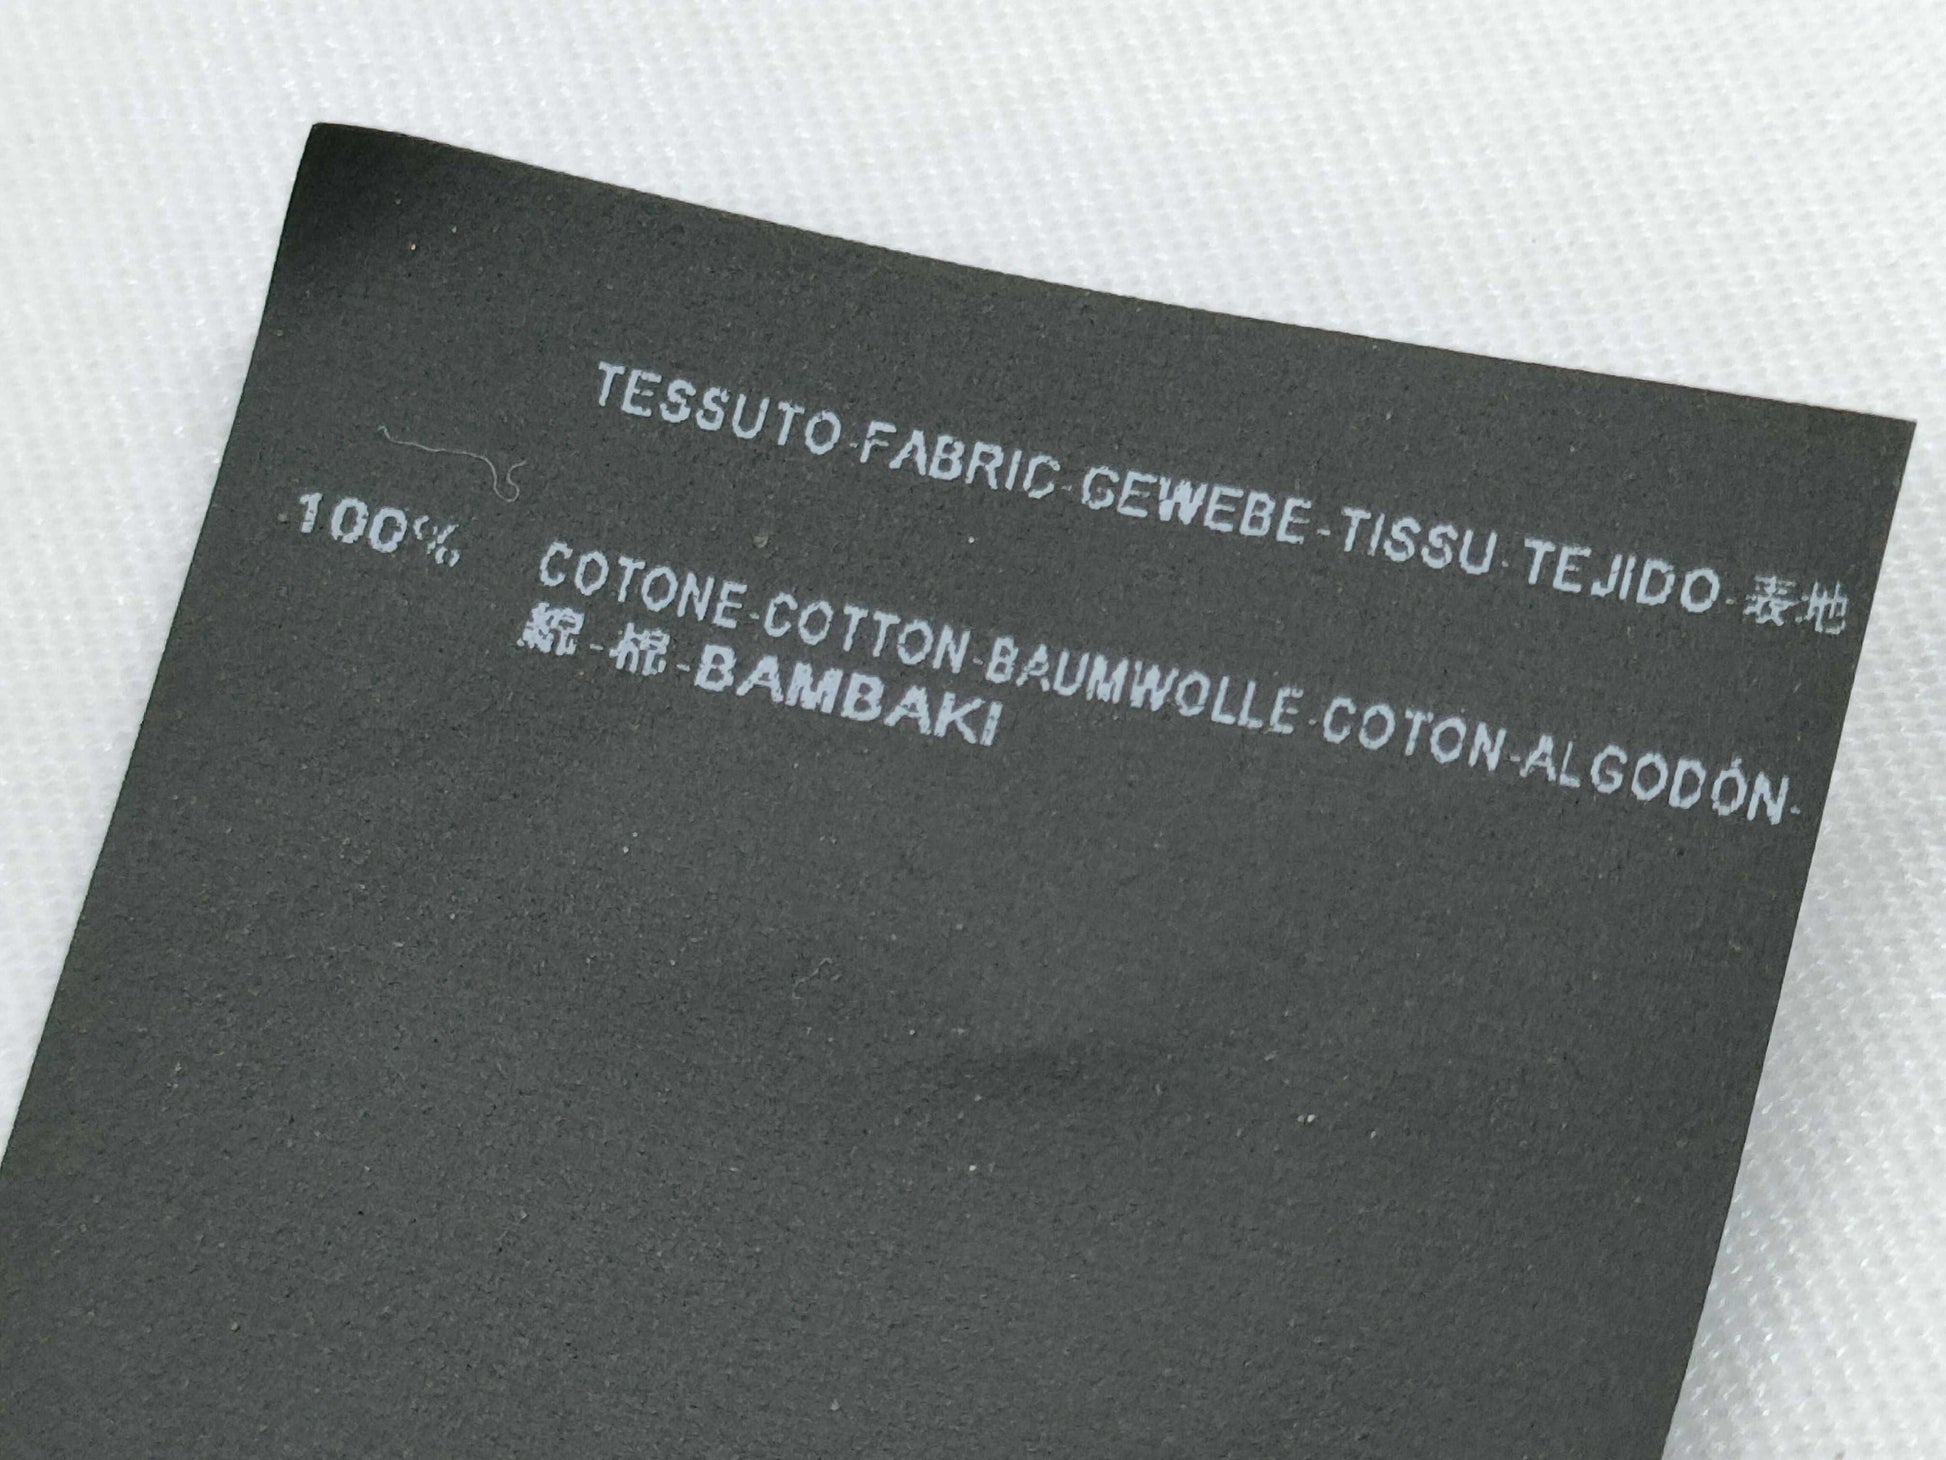 TESSUTO-FABRIC-GEWEBE-TISSU-TEJIDO-表地
100% COTONE-COTTON-BAUMWOLLE-COTON-ALGODÓN-
綿-棉-BAMBAKI